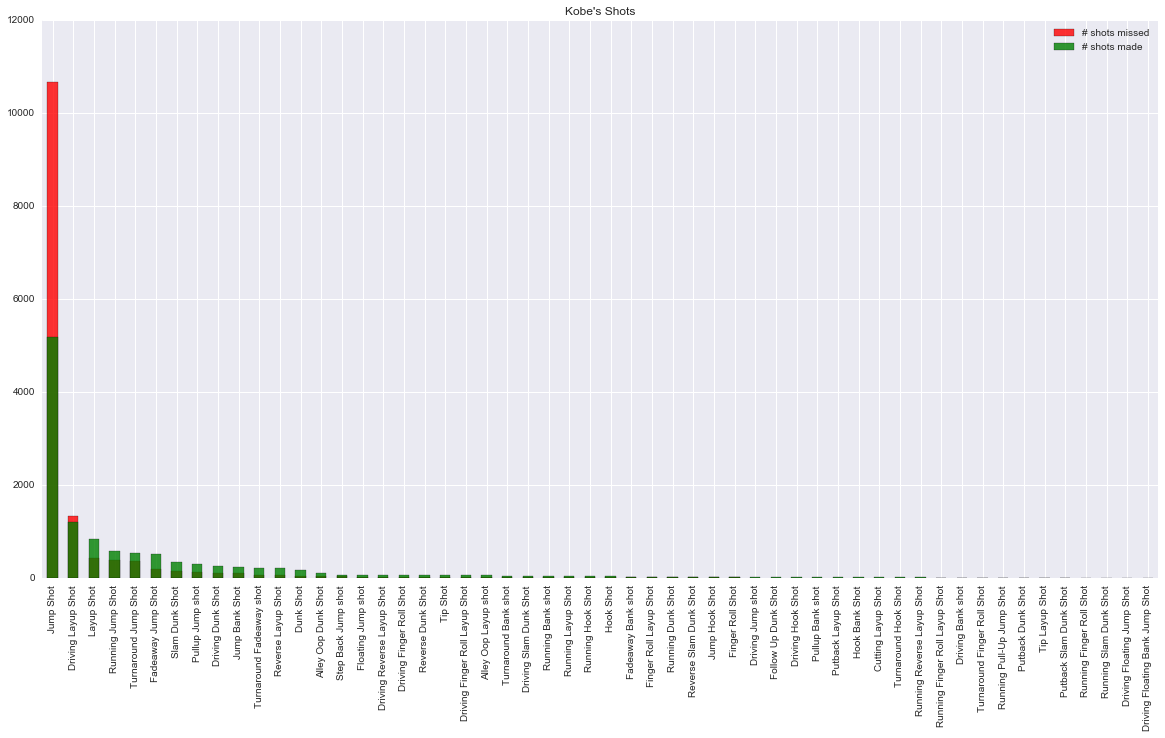 Kobe's Shots
12000
10000
8000
6000
4000
2000
0
# shots missed
# shots made
Jump Shot
Driving Layup Shot
Layup Shot
Running Jump Shot
Turnaround Jump Shot
Fadeaway Jump Shot
Slam Dunk Shot
Pullup Jump shot
Driving Dunk Shot
Jump Bank Shot
Turnaround Fadeaway shot
Reverse Layup Shot
Dunk Shot
Alley Oop Dunk Shot
Step Back Jump shot
Floating Jump shot
Driving Reverse Layup Shot
Driving Finger Roll Shot
Reverse Dunk Shot
Tip Shot
Driving Finger Roll Layup Shot
Alley Oop Layup shot
Turnaround Bank shot
Driving Slam Dunk Shot
Running Bank shot
Running Layup Shot
Running Hook Shot
Hook Shot
Fadeaway Bank shot
Finger Roll Layup Shot
Running Dunk Shot
Reverse Slam Dunk Shot
Jump Hook Shot
Finger Roll Shot
Driving Jump shot
Follow Up Dunk Shot
Driving Hook Shot
Pullup Bank shot
Putback Layup Shot
Hook Bank Shot
Cutting Layup Shot
Turnaround Hook Shot
Running Reverse Layup Shot
Running Finger Roll Layup Shot
Driving Bank shot
Turnaround Finger Roll Shot
Running Pull-Up Jump Shot
Putback Dunk Shot
Tip Layup Shot
Putback Slam Dunk Shot
Running Finger Roll Shot
Running Slam Dunk Shot
Driving Floating Jump Shot
Driving Floating Bank Jump Shot